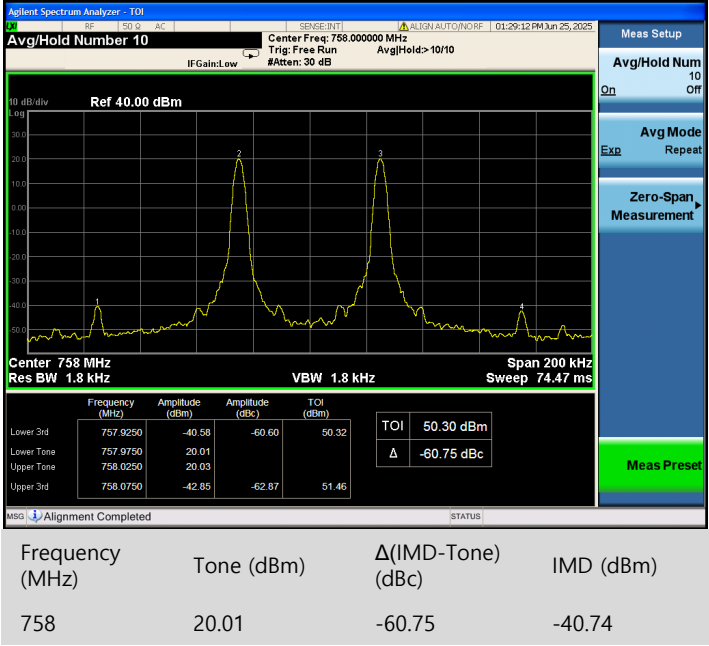 Agilent Spectrum Analyzer - TOI
RF 50 Ω AC SENSE:INT ALIGN AUTO/NO RF 01:29:12 PM Jun 25, 2025
Avg/Hold Number 10
Center Freq: 758.000000 MHz
Trig: Free Run Avg|Hold:>10/10
IFGain:Low #Atten: 30 dB
Meas Setup
Avg/Hold Num
10
On Off
Avg Mode
Exp Repeat
Zero-Span
Measurement
Meas Preset
10 dB/div Ref 40.00 dBm
Log
30.0
20.0
10.0
0.00
-10.0
-20.0
-30.0
-40.0
-50.0
1
2
3
4
Center 758 MHz Span 200 kHz
Res BW 1.8 kHz VBW 1.8 kHz Sweep 74.47 ms
Frequency Amplitude Amplitude TOI
(MHz) (dBm) (dBc) (dBm)
Lower 3rd 757.9250 -40.58 -60.60 50.32
Lower Tone 757.9750 20.01
Upper Tone 758.0250 20.03
Upper 3rd 758.0750 -42.85 -62.87 51.46
TOI 50.30 dBm
Δ -60.75 dBc
MSG Alignment Completed STATUS
Frequency Tone (dBm) Δ(IMD-Tone) IMD (dBm)
(MHz) (dBc)
758 20.01 -60.75 -40.74